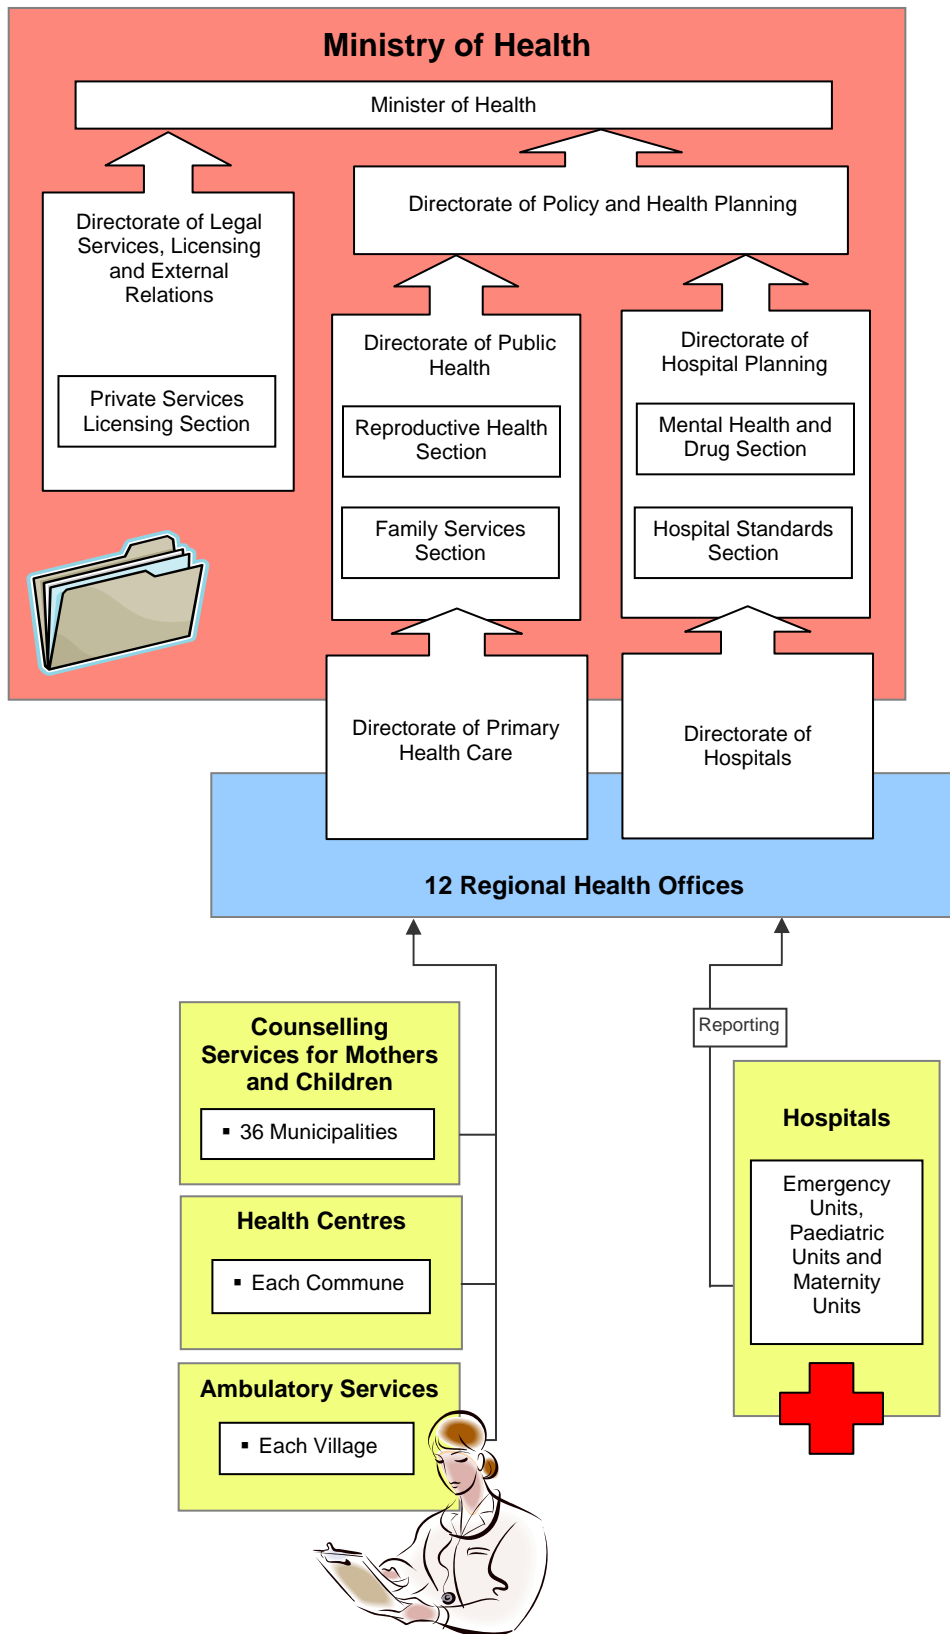 Ministry of Health
Minister of Health
Directorate of Legal
Services, Licensing
and External
Relations
Private Services
Licensing Section
Directorate of Policy and Health Planning
Directorate of Public
Health
Reproductive Health
Section
Family Services
Section
Directorate of
Hospital Planning
Mental Health and
Drug Section
Hospital Standards
Section
Directorate of Primary
Health Care
Directorate of
Hospitals
12 Regional Health Offices
Counselling
Services for Mothers
and Children
▪ 36 Municipalities
Health Centres
▪ Each Commune
Ambulatory Services
▪ Each Village
Reporting
Hospitals
Emergency
Units,
Paediatric
Units and
Maternity
Units